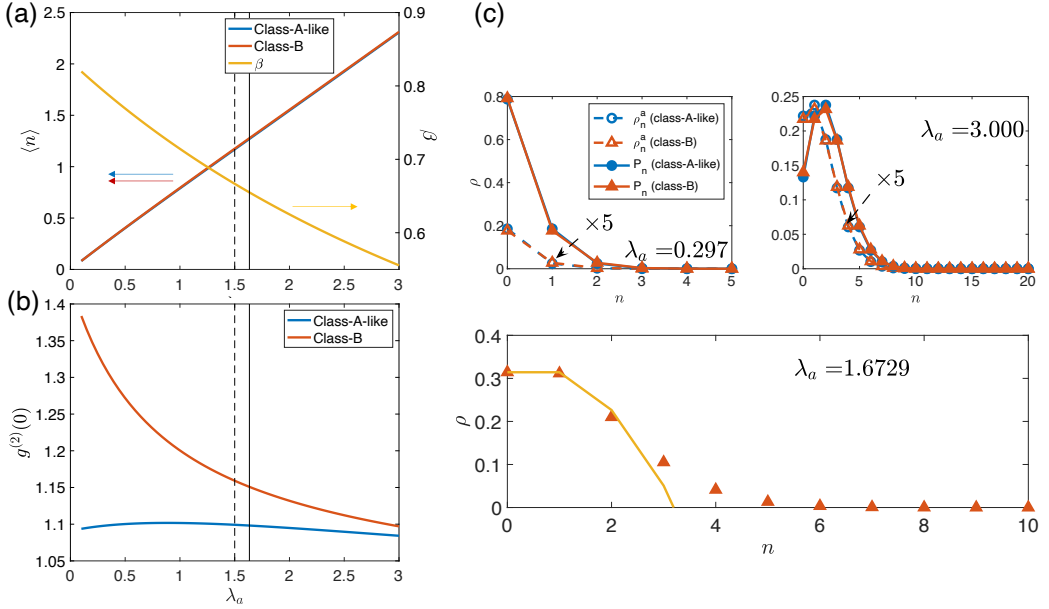 (a)
2.5
2
1.5
1
0.5
0
⟨n⟩
Class-A-like
Class-B
β
0.9
0.8
0.7
0.6
β
0 0.5 1 1.5 2 2.5 3
(b)
1.4
1.35
1.3
1.25
1.2
1.15
1.1
1.05
g⁽²⁾(0)
Class-A-like
Class-B
0 0.5 1 1.5 2 2.5 3
λₐ
(c)
0.8
0.6
0.4
0.2
0
ρ
ρₙᵃ (class-A-like)
ρₙᵃ (class-B)
Pₙ (class-A-like)
Pₙ (class-B)
×5
λₐ =0.297
0 1 2 3 4 5
n
0.25
0.20
0.15
0.10
0.05
0
λₐ =3.000
×5
0 5 10 15 20
n
0.4
0.3
0.2
0.1
0
ρ
λₐ =1.6729
0 2 4 6 8 10
n